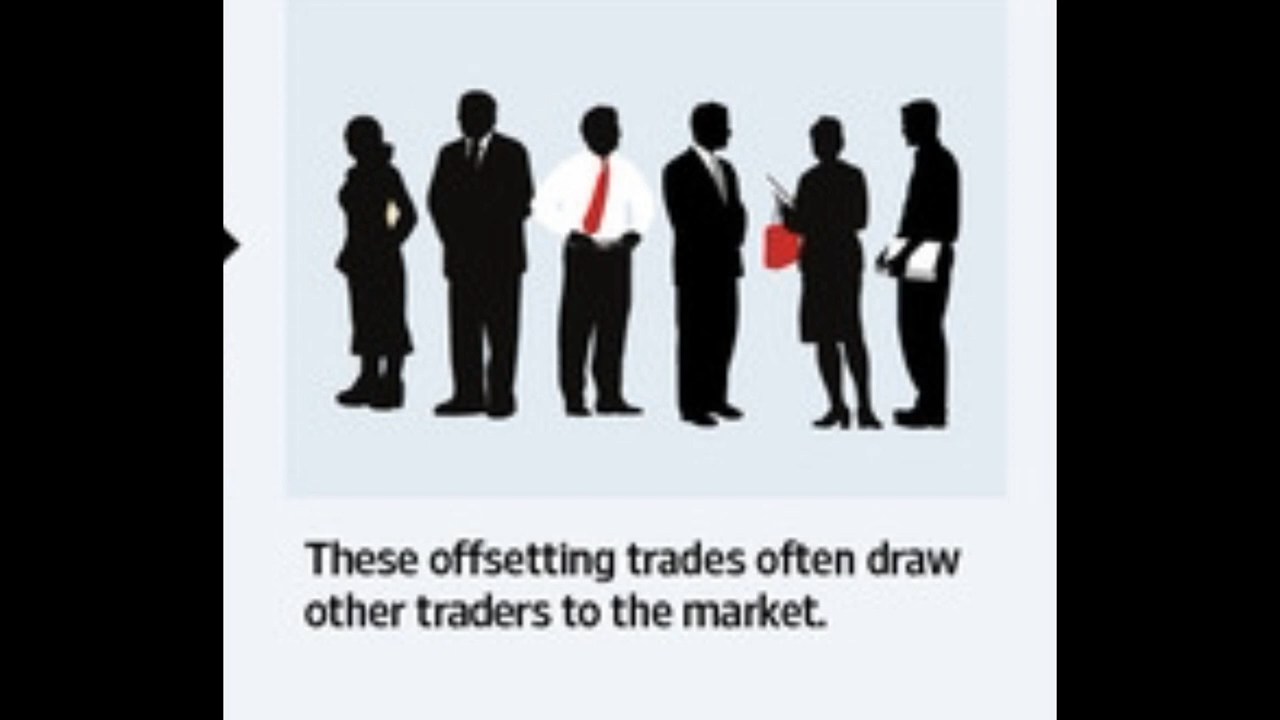 These offsetting trades often draw
other traders to the market.